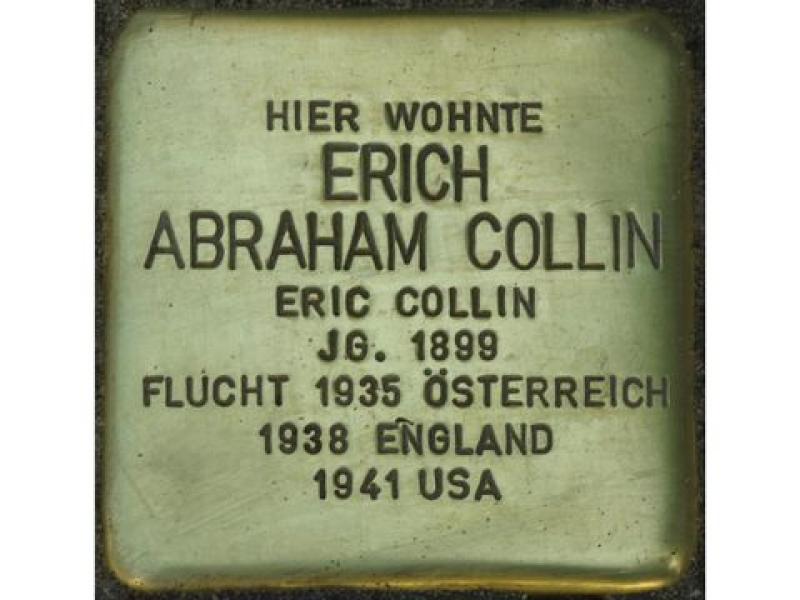 HIER WOHNTE
ERICH
ABRAHAM COLLIN
ERIC COLLIN
JG. 1899
FLUCHT 1935 ÖSTERREICH
1938 ENGLAND
1941 USA